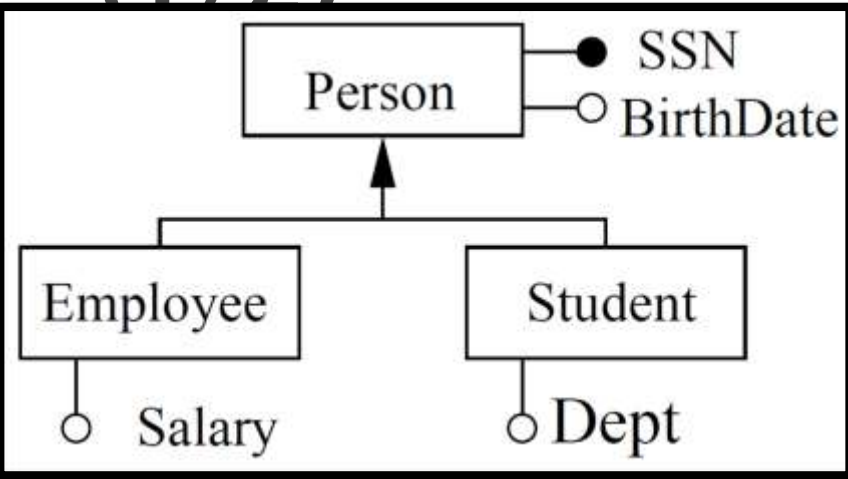 SSN
Person
BirthDate
Employee
Student
Salary
Dept